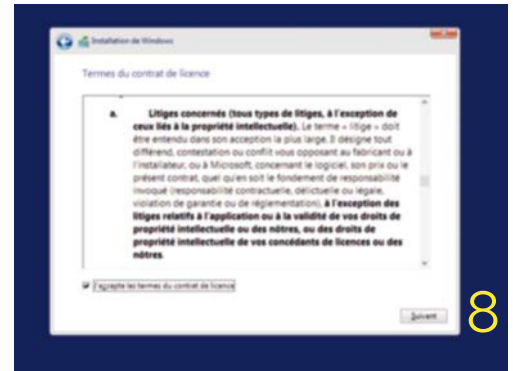 Installation de Windows
Termes du contrat de licence
a. Litiges concernés (tous types de litiges, à l'exception de
ceux liés à la propriété intellectuelle). Le terme « litige » doit
être entendu dans son acception la plus large. Il désigne tout
différend, contestation ou conflit vous opposant au fabricant ou à
l'installateur, ou à Microsoft, concernant le logiciel, son prix ou le
présent contrat, quel qu'en soit le fondement de responsabilité
invoqué (responsabilité contractuelle, délictuelle ou légale,
violation de garantie ou de réglementation), à l'exception des
litiges relatifs à l'application ou à la validité de vos droits de
propriété intellectuelle ou des nôtres, ou des droits de
propriété intellectuelle de vos concédants de licences ou des
nôtres.
J'accepte les termes du contrat de licence
Suivant
8